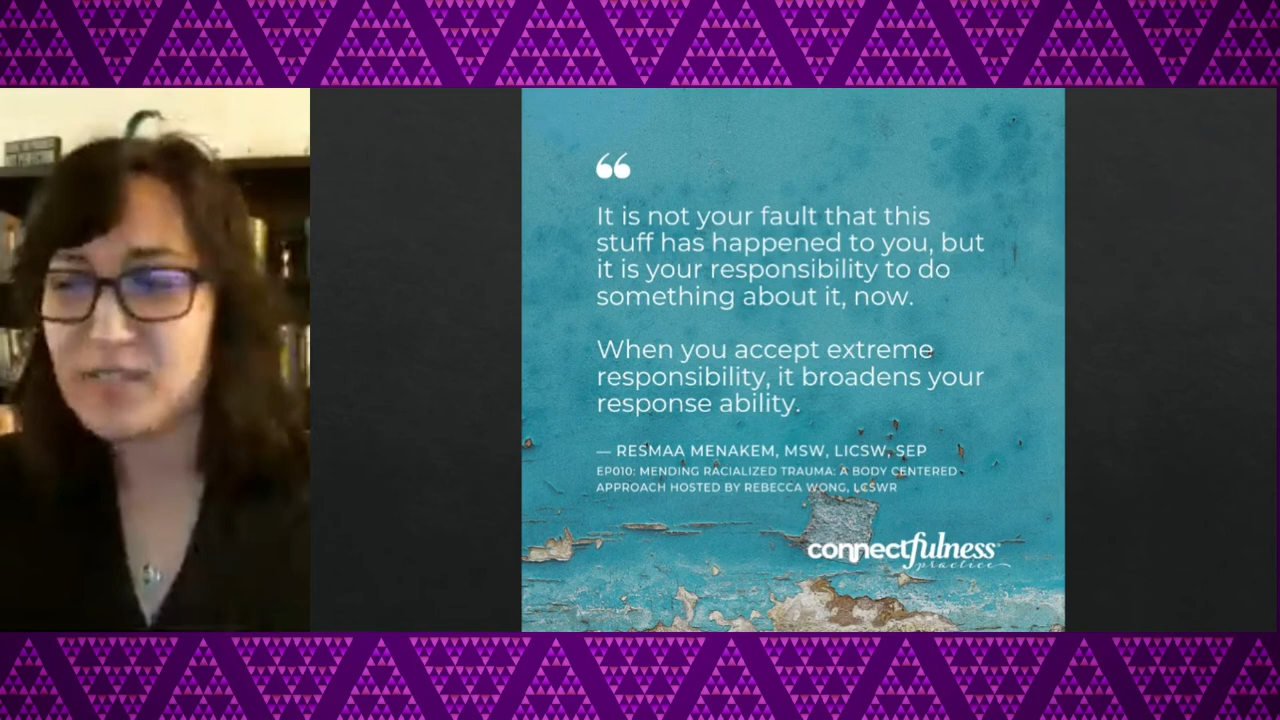 “
It is not your fault that this
stuff has happened to you, but
it is your responsibility to do
something about it, now.
When you accept extreme
responsibility, it broadens your
response ability.
— RESMAA MENAKEM, MSW, LICSW, SEP
EP010: MENDING RACIALIZED TRAUMA: A BODY CENTERED
APPROACH HOSTED BY REBECCA WONG, LCSWR
connectfulness®
practice